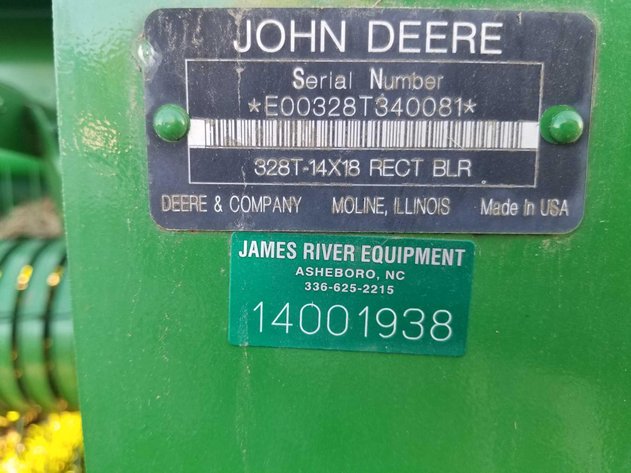 JOHN DEERE
Serial Number
*E00328T340081*
328T-14X18 RECT BLR
DEERE & COMPANY MOLINE, ILLINOIS Made In USA
JAMES RIVER EQUIPMENT
ASHEBORO, NC
336-625-2215
14001938